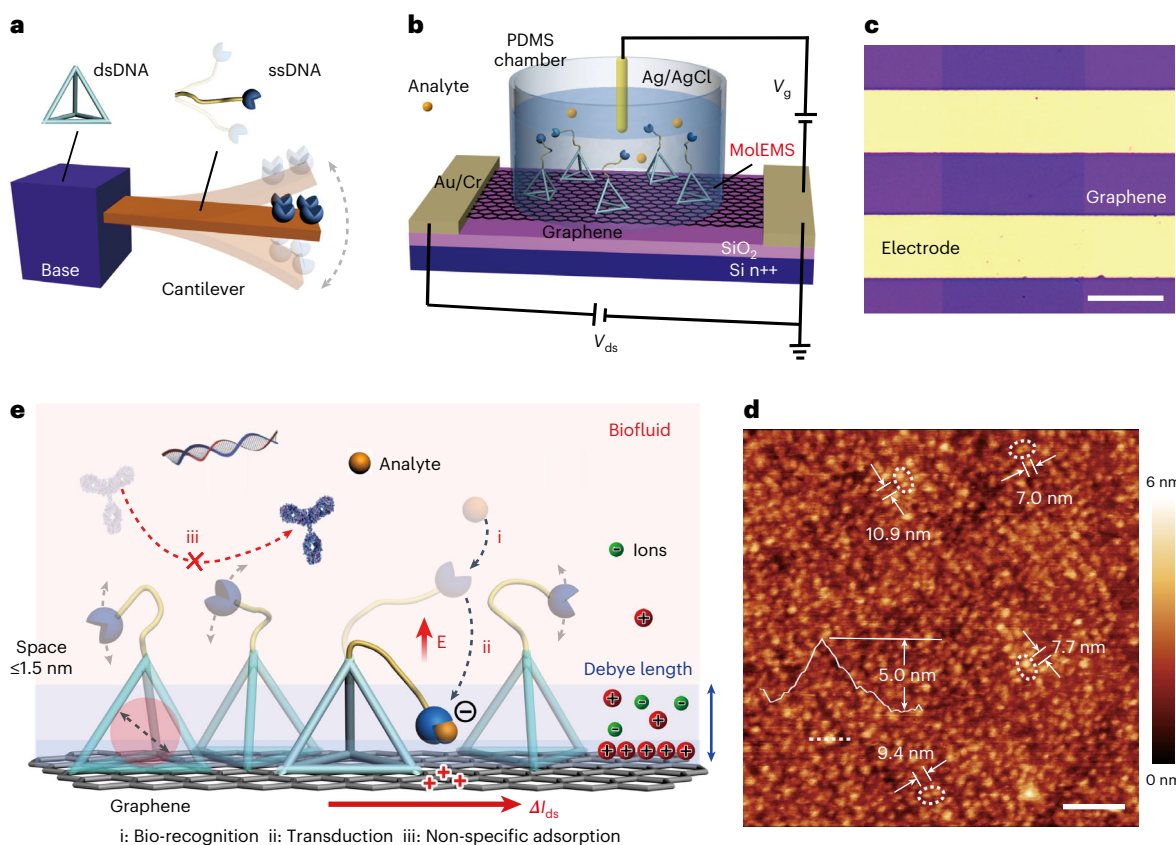 a
dsDNA
ssDNA
Base
Cantilever
b
PDMS
chamber
Analyte
Ag/AgCl
Vg
MolEMS
Au/Cr
Graphene
SiO2
Si n++
Vds
c
Graphene
Electrode
e
Biofluid
Analyte
iii
i
Ions
E
ii
Space
≤1.5 nm
Debye length
Graphene
ΔIds
i: Bio-recognition ii: Transduction iii: Non-specific adsorption
d
6 nm
7.0 nm
10.9 nm
7.7 nm
5.0 nm
9.4 nm
0 nm